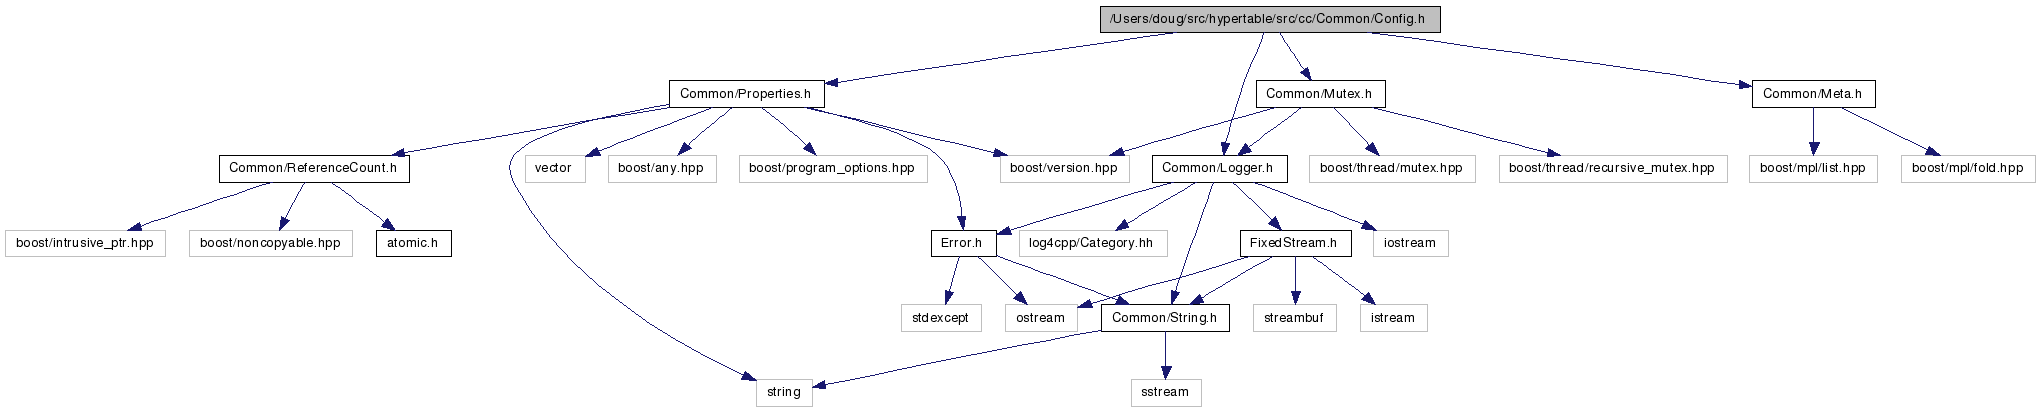 /Users/doug/src/hypertable/src/cc/Common/Config.h
Common/Properties.h
Common/Mutex.h
Common/Meta.h
Common/ReferenceCount.h
vector
boost/any.hpp
boost/program_options.hpp
boost/version.hpp
Common/Logger.h
boost/thread/mutex.hpp
boost/thread/recursive_mutex.hpp
boost/mpl/list.hpp
boost/mpl/fold.hpp
boost/intrusive_ptr.hpp
boost/noncopyable.hpp
atomic.h
Error.h
log4cpp/Category.hh
FixedStream.h
iostream
stdexcept
ostream
Common/String.h
streambuf
istream
string
sstream